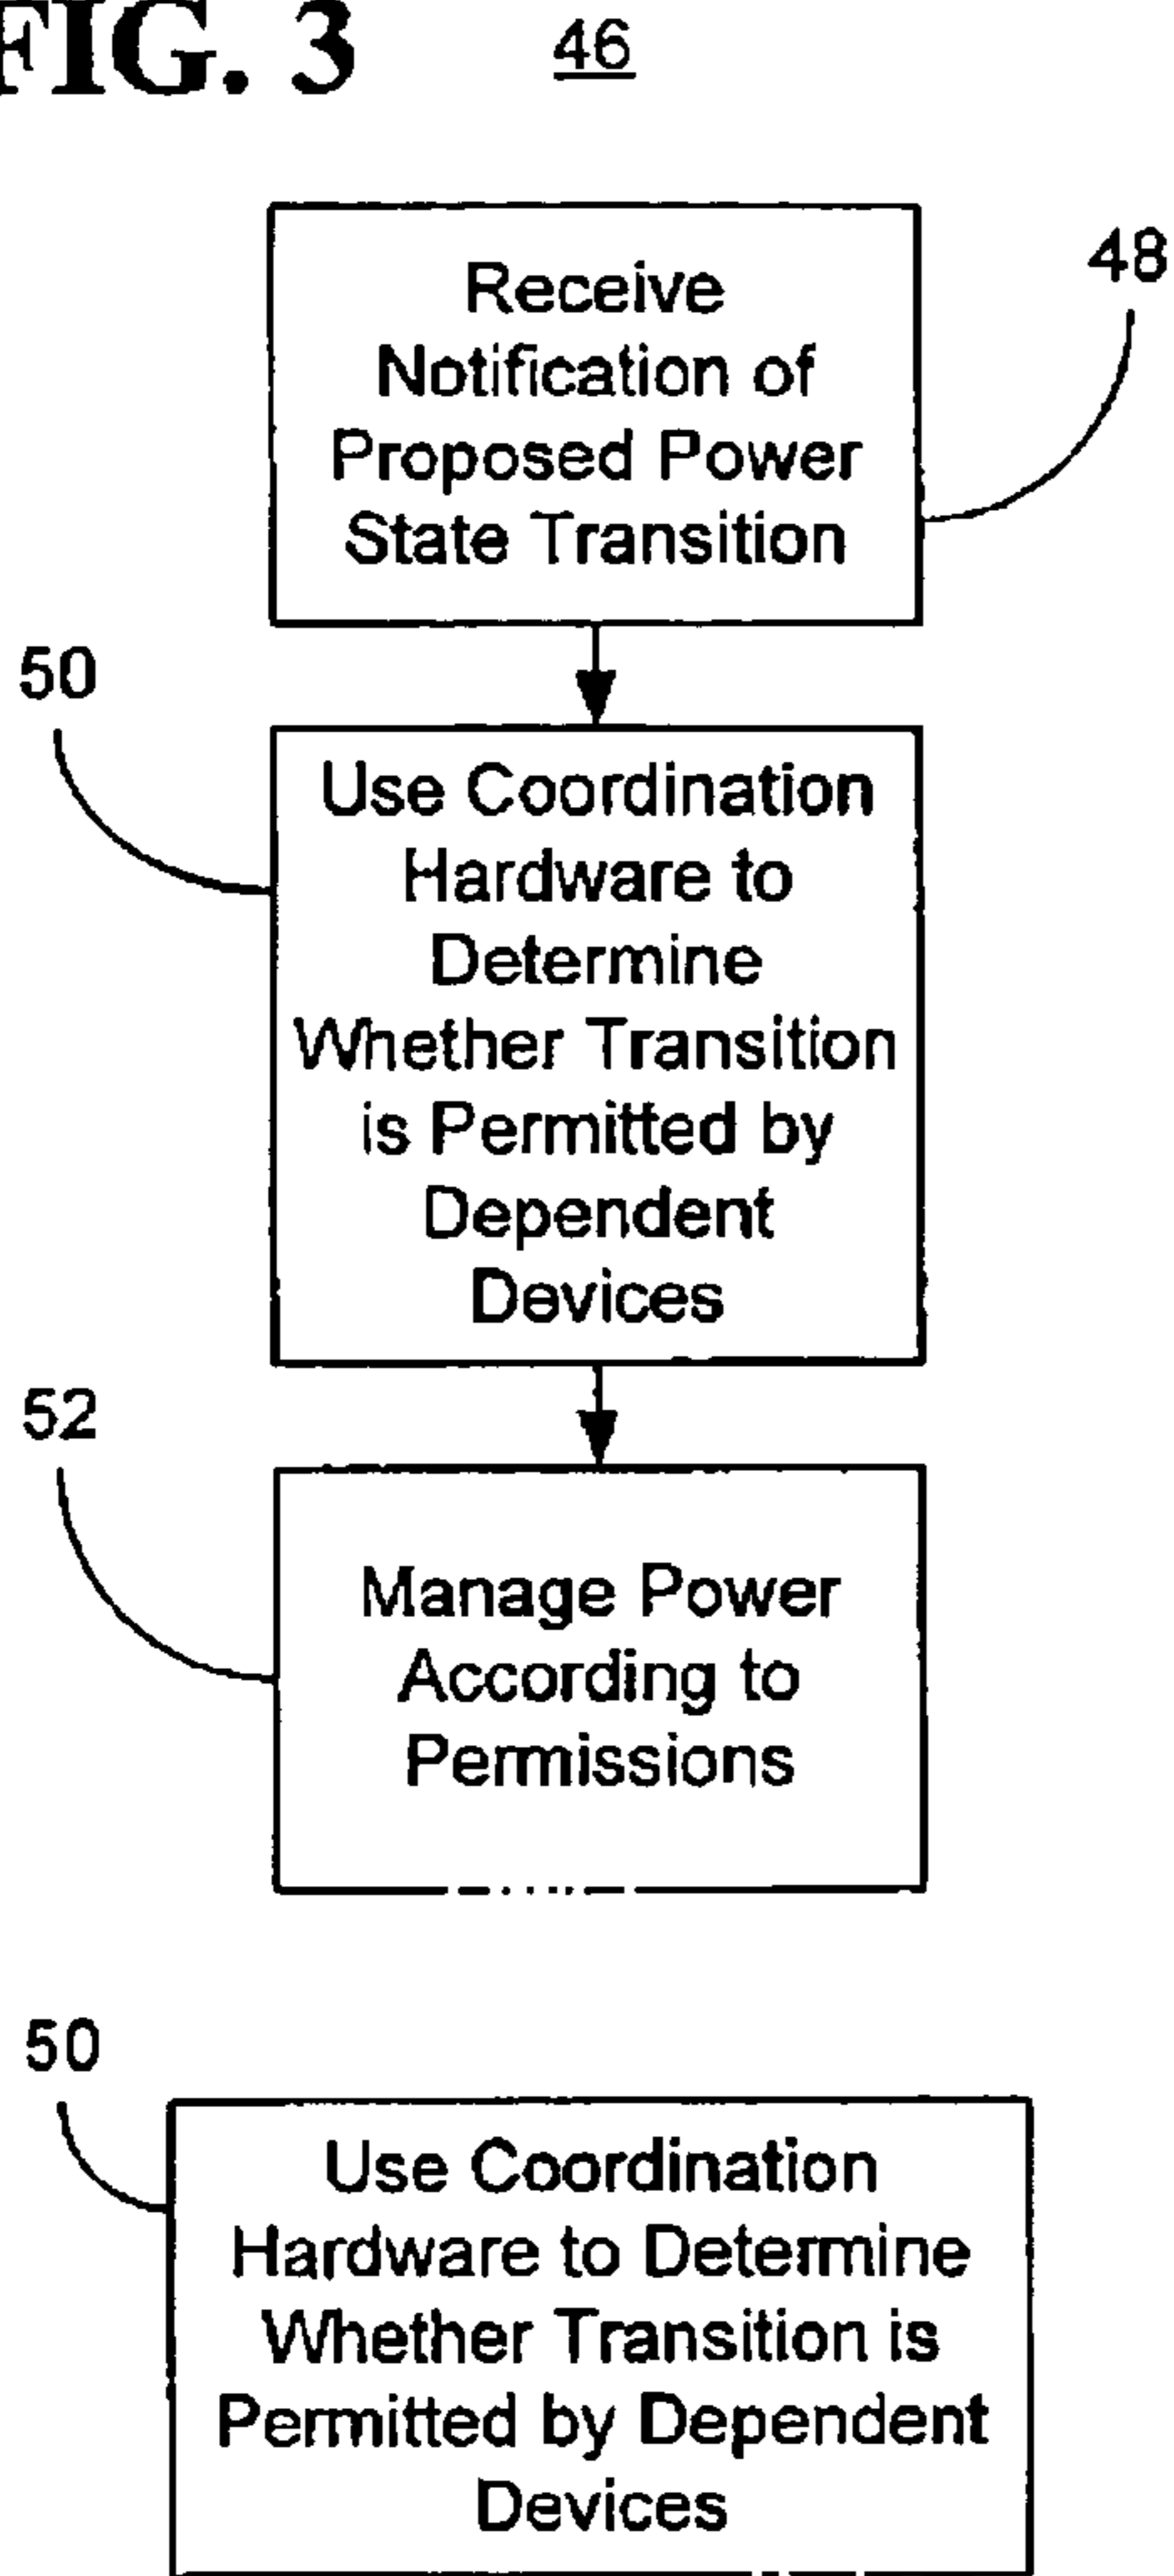 FIG. 3
46
Receive
Notification of
Proposed Power
State Transition
48
50
Use Coordination
Hardware to
Determine
Whether Transition
is Permitted by
Dependent
Devices
52
Manage Power
According to
Permissions
50
Use Coordination
Hardware to Determine
Whether Transition is
Permitted by Dependent
Devices